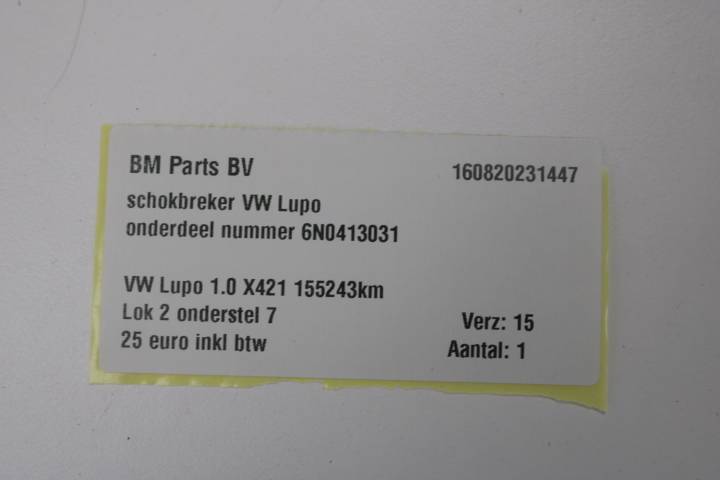 BM Parts BV 160820231447
schokbreker VW Lupo
onderdeel nummer 6N0413031
VW Lupo 1.0 X421 155243km
Lok 2 onderstel 7 Verz: 15
25 euro inkl btw Aantal: 1